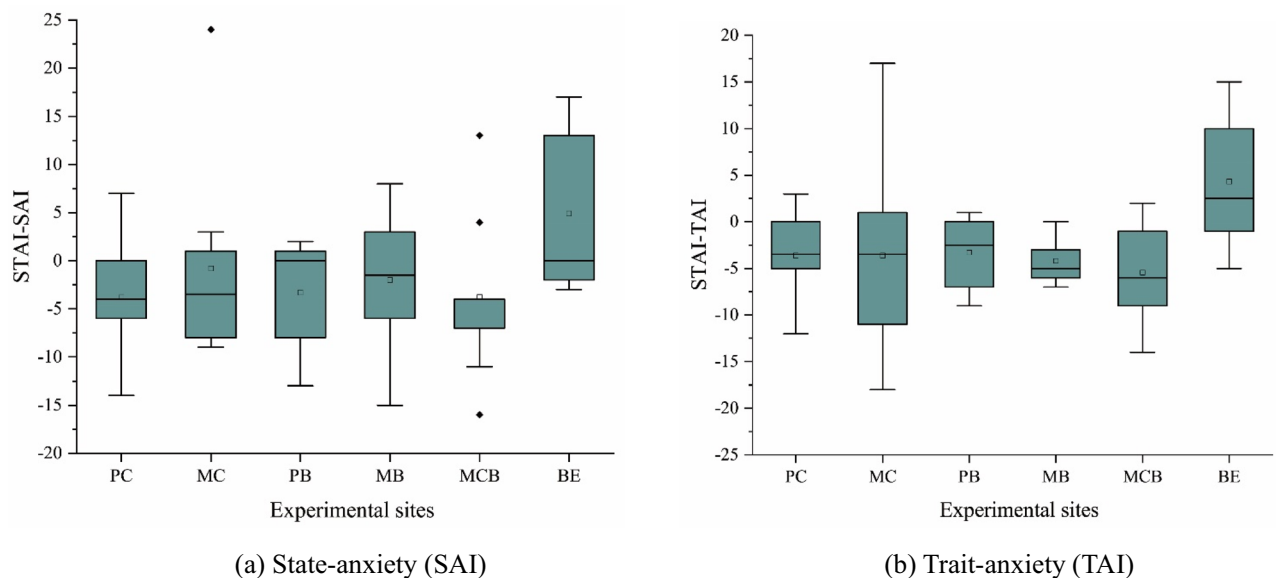 25
20
15
10
5
0
-5
-10
-15
-20
STAI-SAI
PC MC PB MB MCB BE
Experimental sites
(a) State-anxiety (SAI)
20
15
10
5
0
-5
-10
-15
-20
-25
STAI-TAI
PC MC PB MB MCB BE
Experimental sites
(b) Trait-anxiety (TAI)